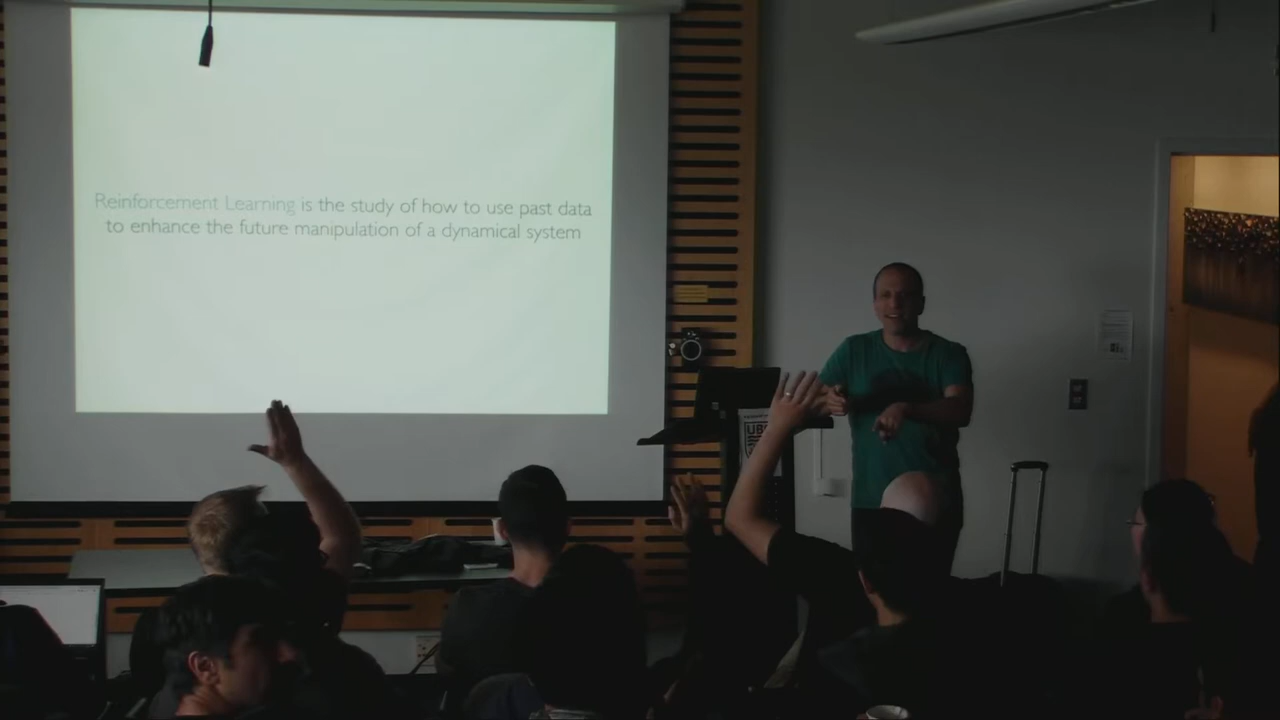 Reinforcement Learning is the study of how to use past data
to enhance the future manipulation of a dynamical system
UB